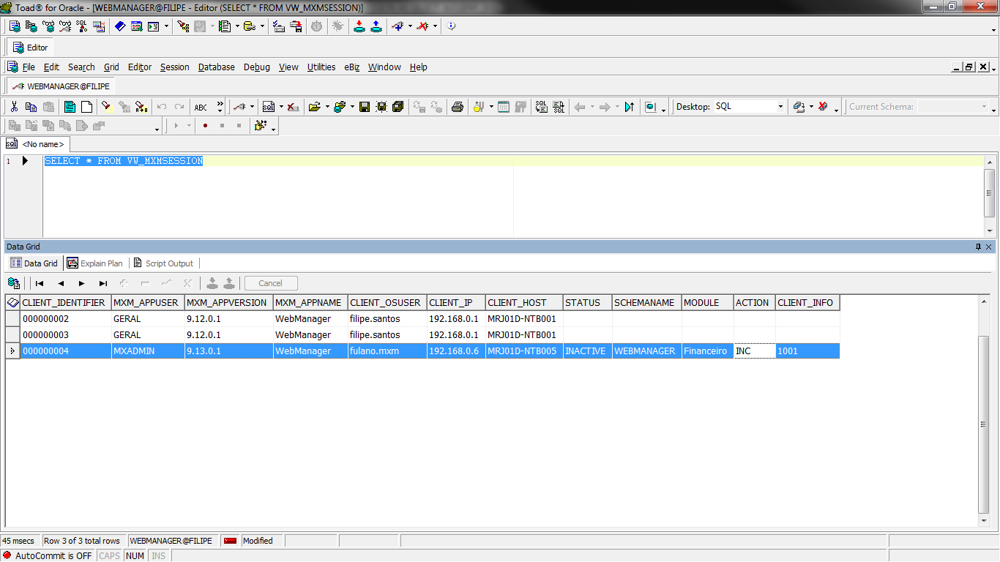 Toad® for Oracle - [WEBMANAGER@FILIPE - Editor (SELECT * FROM VW_MXMSESSION)]
SQL
Editor
File Edit Search Grid Editor Session Database Debug View Utilities eBiz Window Help
WEBMANAGER@FILIPE
ABC » SQL SQL SQL Desktop: SQL Current Schema:
SQL <No name>
1 SELECT * FROM VW_MXMSESSION
Data Grid
Data Grid Explain Plan Script Output
Cancel
CLIENT_IDENTIFIER MXM_APPUSER MXM_APPVERSION MXM_APPNAME CLIENT_OSUSER CLIENT_IP CLIENT_HOST STATUS SCHEMANAME MODULE ACTION CLIENT_INFO
000000002 GERAL 9.12.0.1 WebManager filipe.santos 192.168.0.1 MRJ01D-NTB001
000000003 GERAL 9.12.0.1 WebManager filipe.santos 192.168.0.1 MRJ01D-NTB001
000000004 MXADMIN 9.13.0.1 WebManager fulano.mxm 192.168.0.6 MRJ01D-NTB005 INACTIVE WEBMANAGER Financeiro INC 1001
45 msecs Row 3 of 3 total rows WEBMANAGER@FILIPE Modified
AutoCommit is OFF CAPS NUM INS